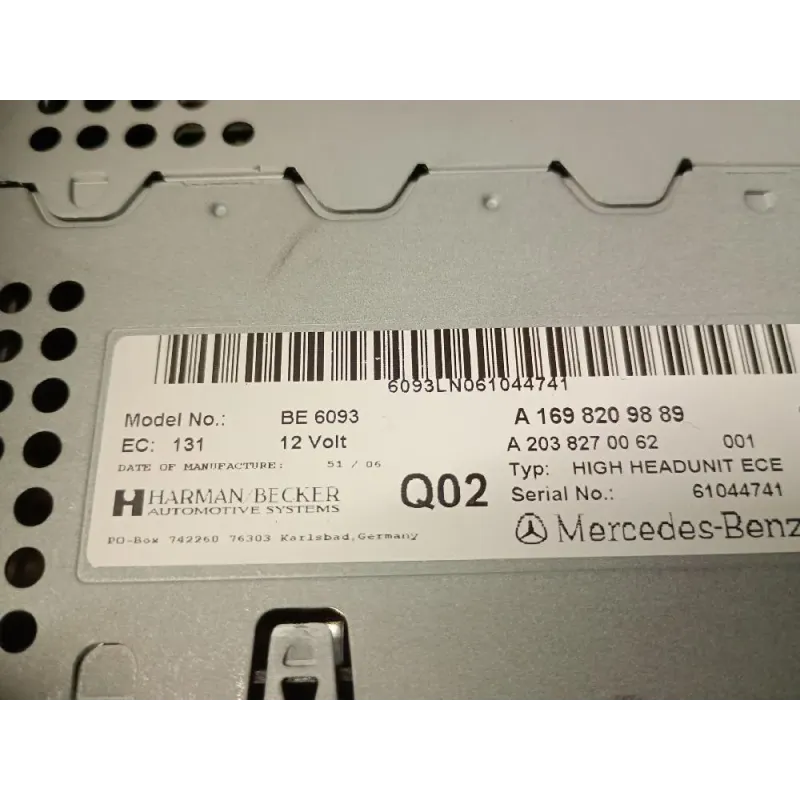 6093LN061044741
Model No.: BE 6093 A 169 820 98 89
EC: 131 12 Volt A 203 827 00 62 001
DATE OF MANUFACTURE: 51 / 06 Typ: HIGH HEADUNIT ECE
HARMAN/BECKER Q02 Serial No.: 61044741
AUTOMOTIVE SYSTEMS
Mercedes-Benz
PO-Box 742260 76303 Karlsbad,Germany